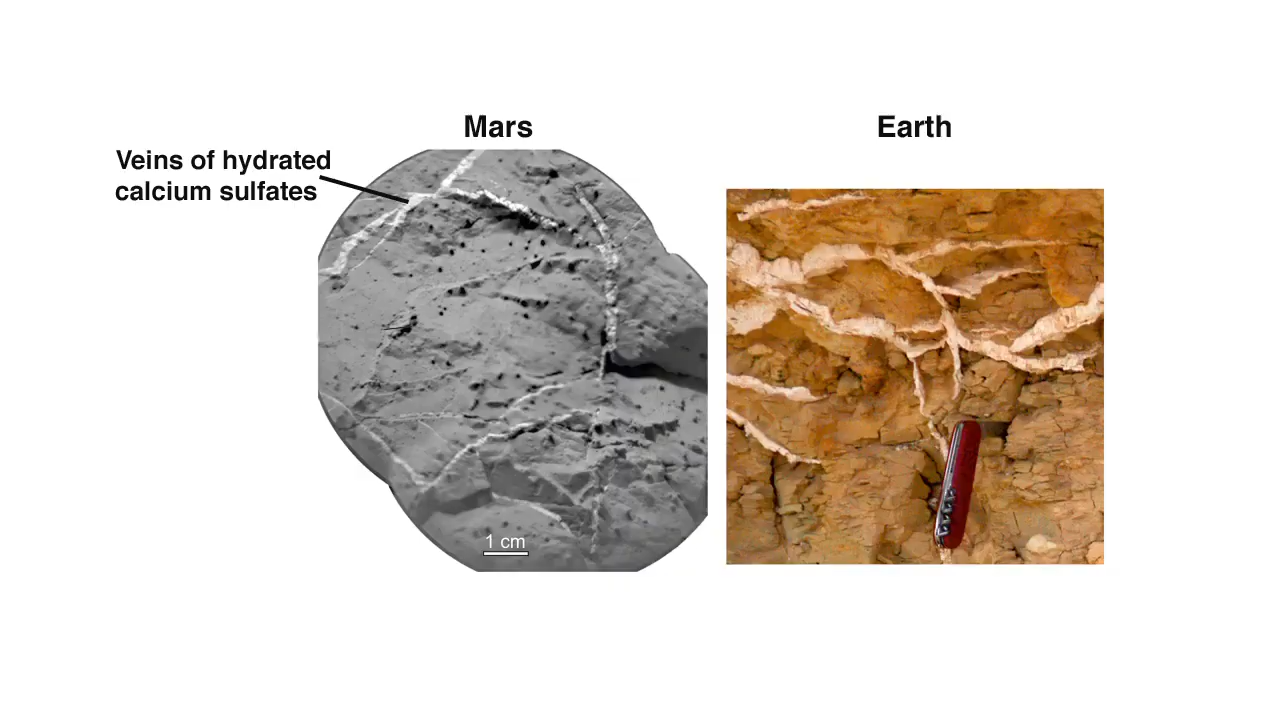 Mars
Earth
Veins of hydrated
calcium sulfates
1 cm